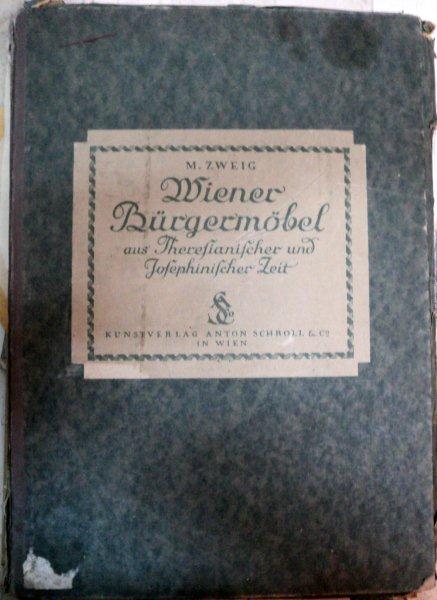 M. ZWEIG
Wiener
Bürgermöbel
aus Thereſianiſcher und
Joſephiniſcher Zeit
KUNSTVERLAG ANTON SCHROLL & Co
IN WIEN